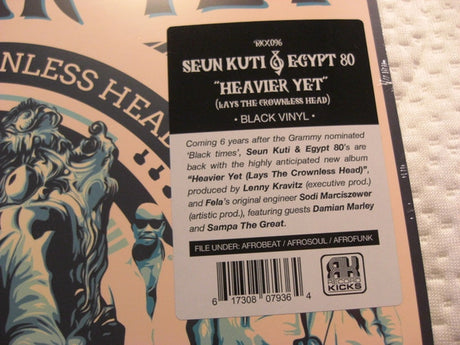 NLESS HEAD
RKX096
SEUN KUTI & EGYPT 80
"HEAVIER YET"
(LAYS THE CROWNLESS HEAD)
• BLACK VINYL •
Coming 6 years after the Grammy nominated
'Black times', Seun Kuti & Egypt 80's are
back with the highly anticipated new album
"Heavier Yet (Lays The Crownless Head)",
produced by Lenny Kravitz (executive prod.)
and Fela's original engineer Sodi Marciszewer
(artistic prod.), featuring guests Damian Marley
and Sampa The Great.
FILE UNDER: AFROBEAT / AFROSOUL / AFROFUNK
6 17308 07936 4
RECORD
KICKS